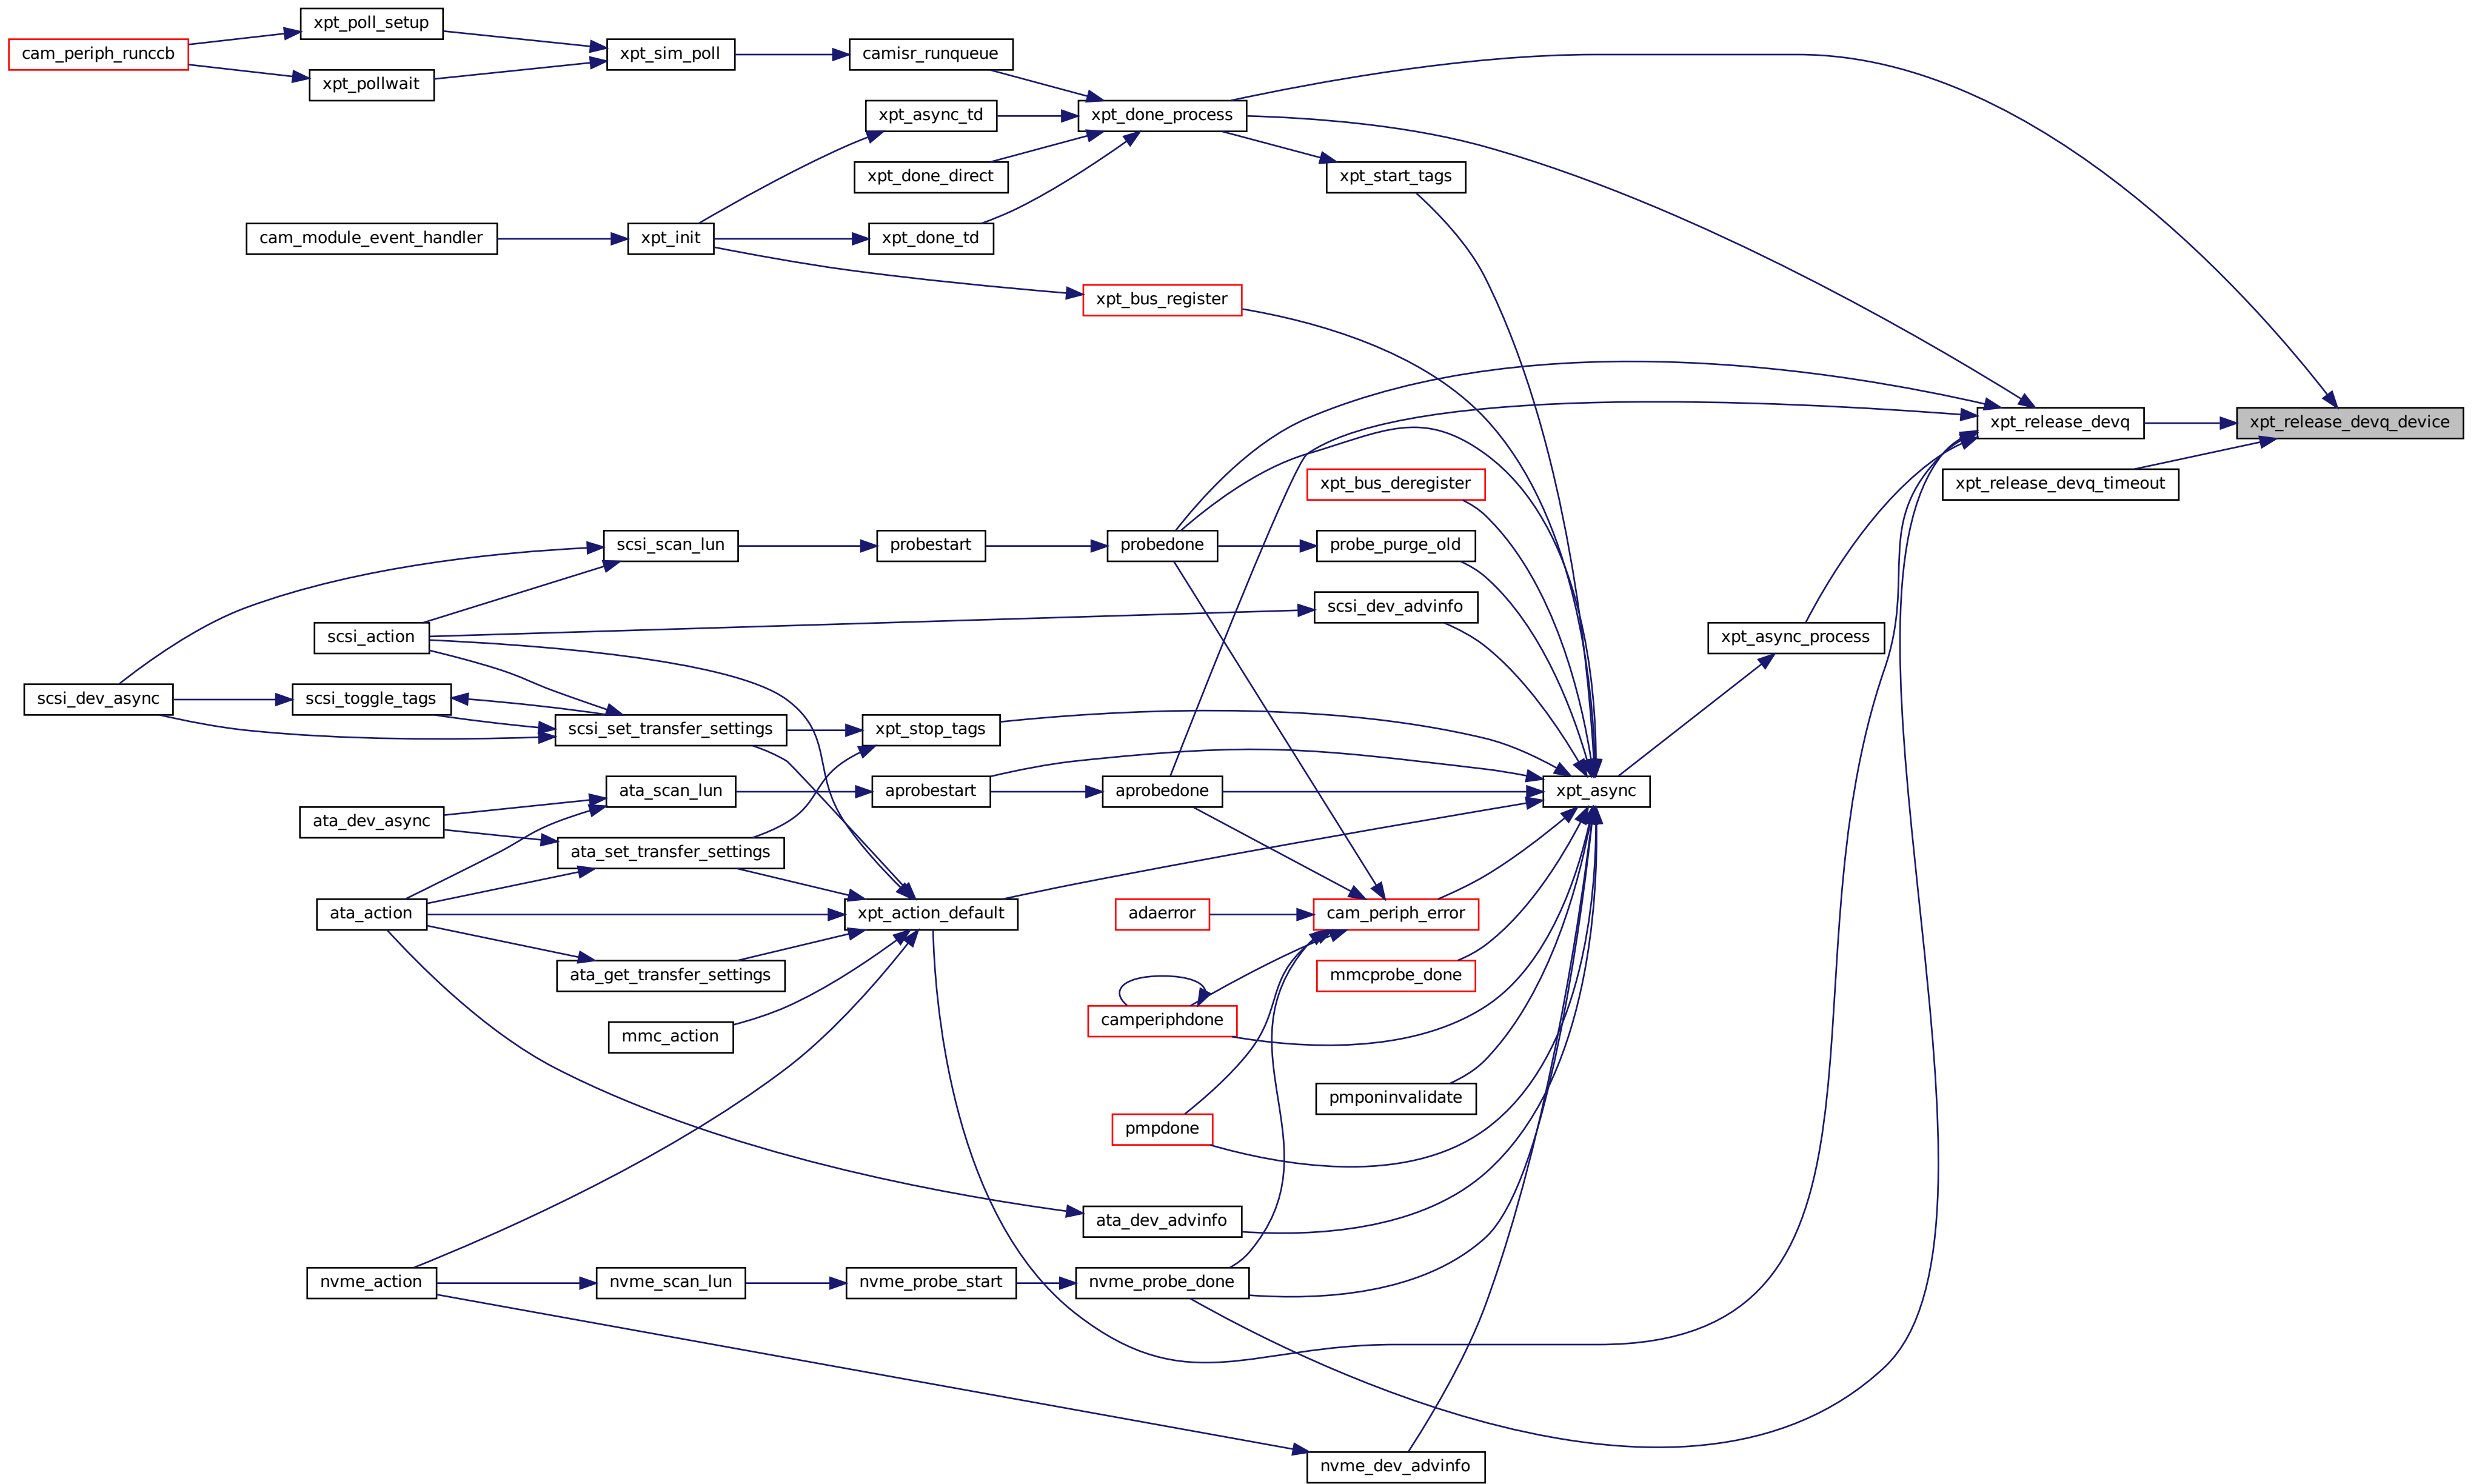 xpt_poll_setup
cam_periph_runccb
xpt_sim_poll
camisr_runqueue
xpt_pollwait
xpt_async_td
xpt_done_process
xpt_done_direct
xpt_start_tags
cam_module_event_handler
xpt_init
xpt_done_td
xpt_bus_register
xpt_release_devq
xpt_release_devq_device
xpt_bus_deregister
xpt_release_devq_timeout
scsi_scan_lun
probestart
probedone
probe_purge_old
scsi_dev_advinfo
scsi_action
xpt_async_process
scsi_dev_async
scsi_toggle_tags
scsi_set_transfer_settings
xpt_stop_tags
ata_scan_lun
aprobestart
aprobedone
xpt_async
ata_dev_async
ata_set_transfer_settings
ata_action
xpt_action_default
adaerror
cam_periph_error
ata_get_transfer_settings
mmcprobe_done
camperiphdone
mmc_action
pmponinvalidate
pmpdone
ata_dev_advinfo
nvme_action
nvme_scan_lun
nvme_probe_start
nvme_probe_done
nvme_dev_advinfo